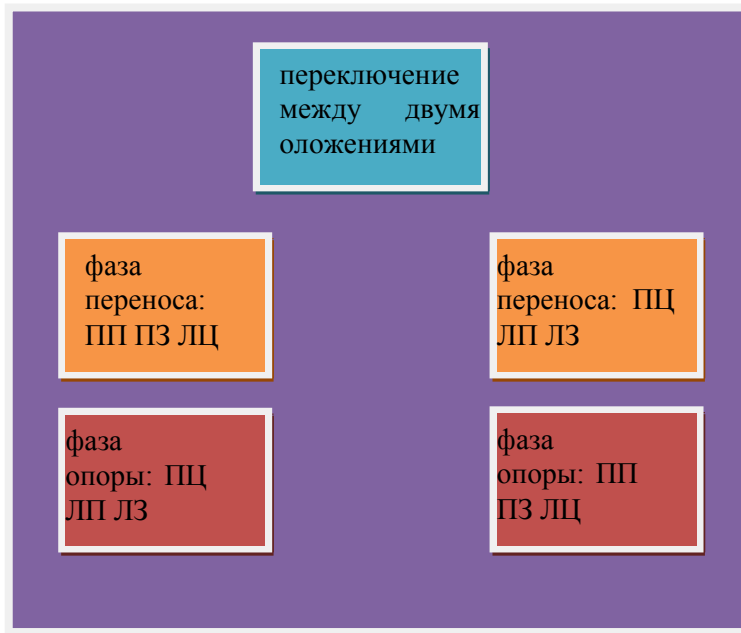 переключение
между двумя
оложениями
фаза
переноса:
ПП ПЗ ЛЦ
фаза
переноса: ПЦ
ЛП ЛЗ
фаза
опоры: ПЦ
ЛП ЛЗ
фаза
опоры: ПП
ПЗ ЛЦ